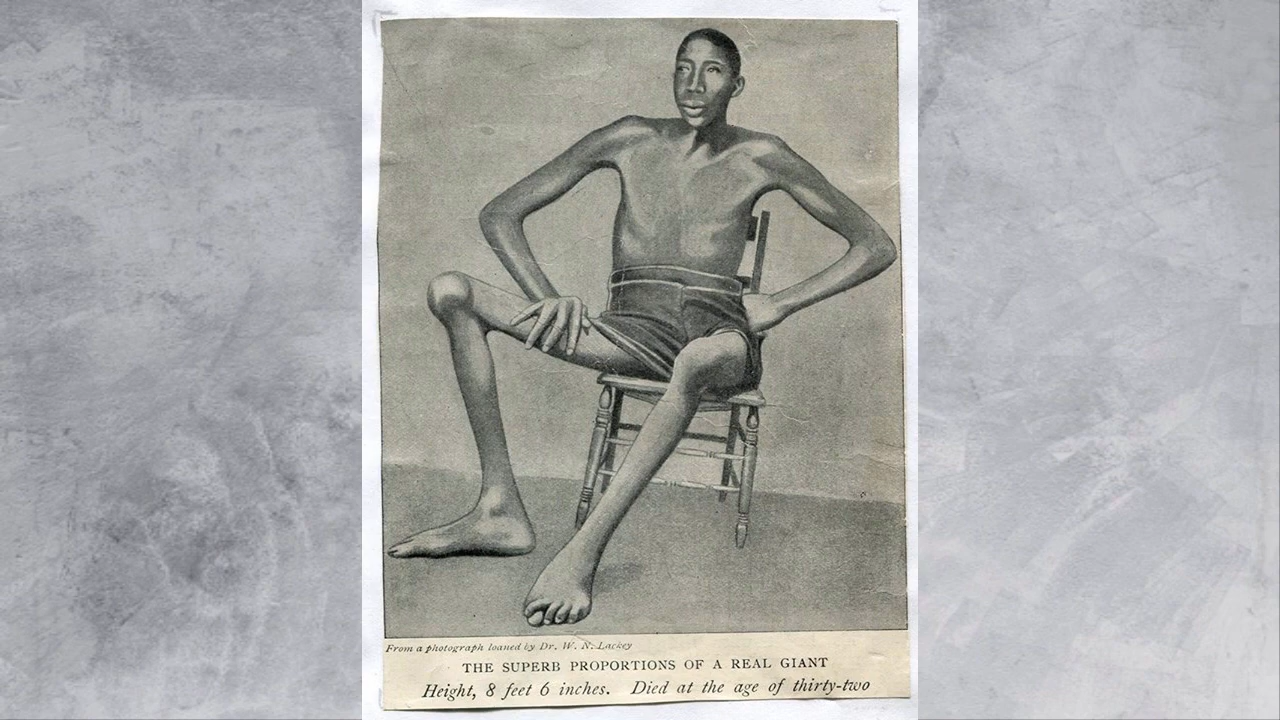 From a photograph loaned by Dr. W. N. Lackey
THE SUPERB PROPORTIONS OF A REAL GIANT
Height, 8 feet 6 inches. Died at the age of thirty-two